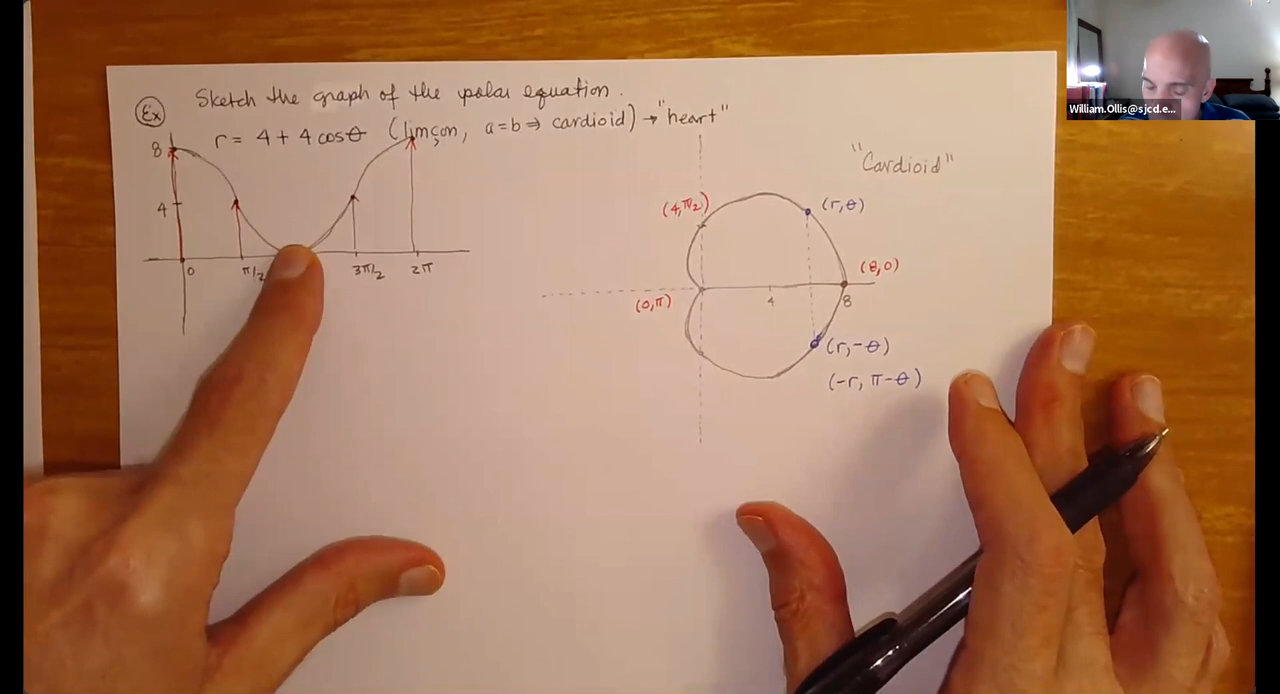 Ex Sketch the graph of the polar equation.
r = 4 + 4 cosθ (limçon, a=b ⇒ cardioid) → "heart"
"Cardioid"
8
4
0
π/2
3π/2
2π
(4, π/2)
(r, θ)
(8, 0)
(0, π)
4
8
(r, -θ)
(-r, π-θ)
William.Ollis@sjcd.e...